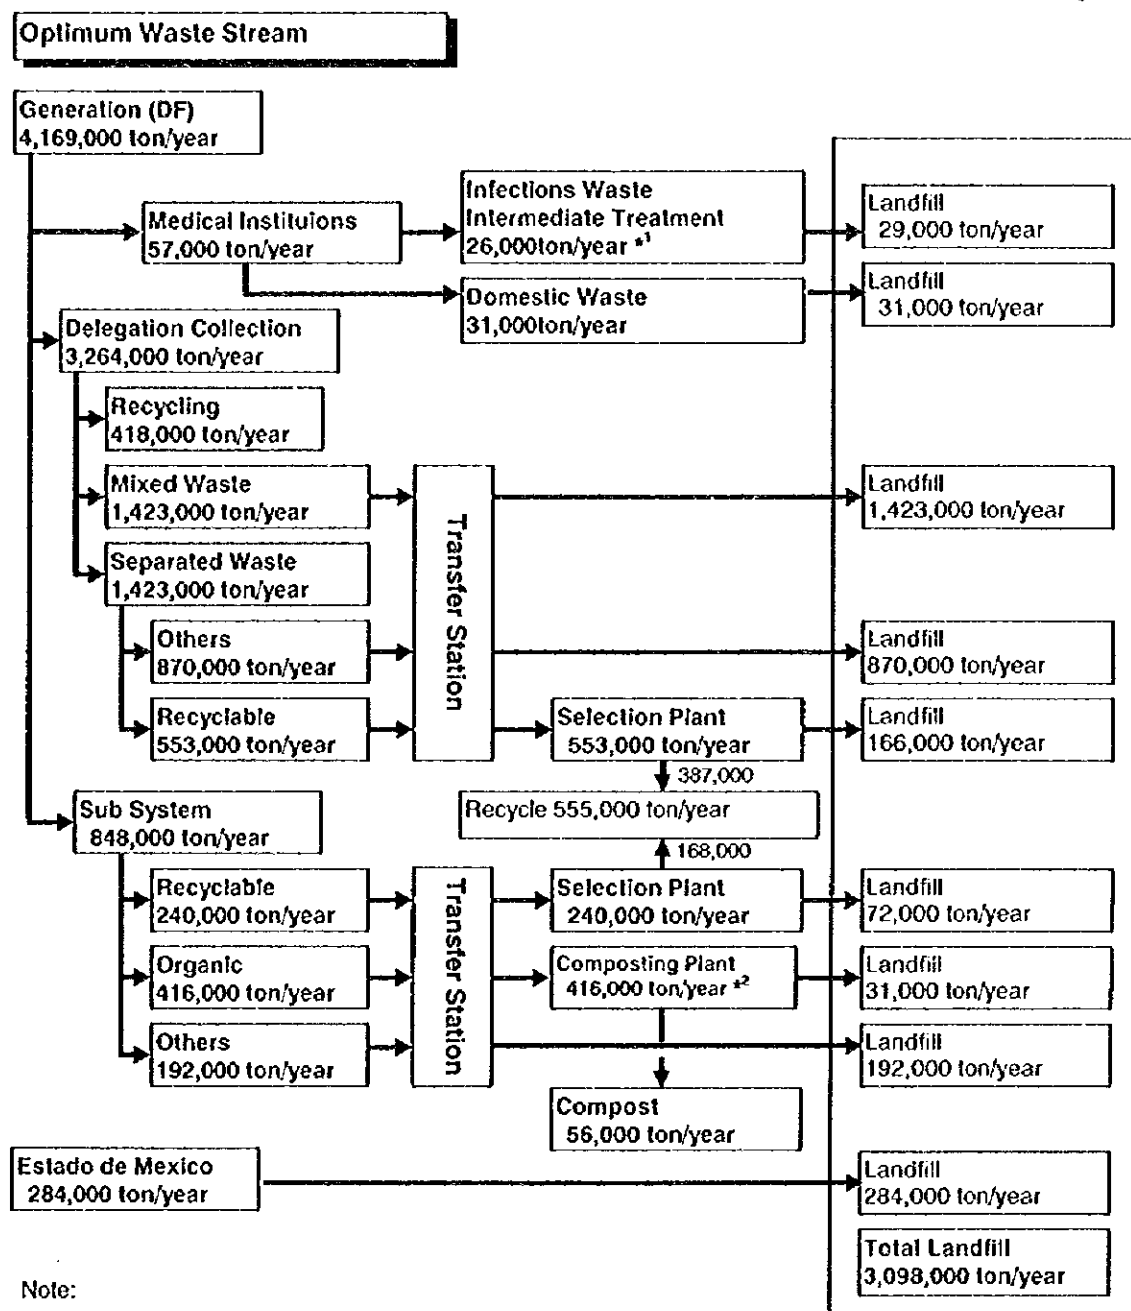 Optimum Waste Stream
Generation (DF)
4,169,000 ton/year
Medical Instituions
57,000 ton/year
Infections Waste
Intermediate Treatment
26,000ton/year *1
Landfill
29,000 ton/year
Domestic Waste
31,000ton/year
Landfill
31,000 ton/year
Delegation Collection
3,264,000 ton/year
Recycling
418,000 ton/year
Mixed Waste
1,423,000 ton/year
Transfer Station
Landfill
1,423,000 ton/year
Separated Waste
1,423,000 ton/year
Others
870,000 ton/year
Landfill
870,000 ton/year
Recyclable
553,000 ton/year
Selection Plant
553,000 ton/year
Landfill
166,000 ton/year
387,000
Recycle 555,000 ton/year
168,000
Sub System
848,000 ton/year
Recyclable
240,000 ton/year
Transfer Station
Selection Plant
240,000 ton/year
Landfill
72,000 ton/year
Organic
416,000 ton/year
Composting Plant
416,000 ton/year *2
Landfill
31,000 ton/year
Others
192,000 ton/year
Landfill
192,000 ton/year
Compost
56,000 ton/year
Estado de Mexico
284,000 ton/year
Landfill
284,000 ton/year
Total Landfill
3,098,000 ton/year
Note: